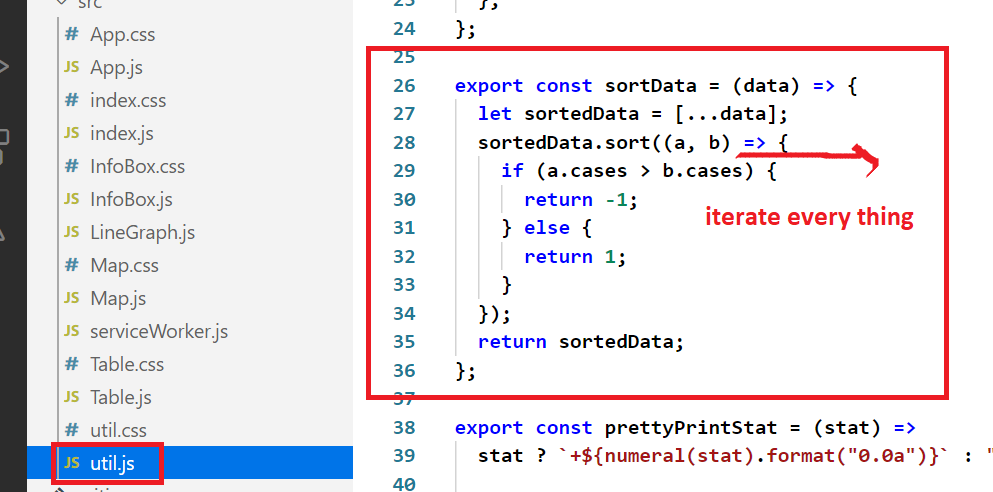 src
# App.css
JS App.js
# index.css
JS index.js
# InfoBox.css
JS InfoBox.js
JS LineGraph.js
# Map.css
JS Map.js
JS serviceWorker.js
# Table.css
JS Table.js
# util.css
JS util.js
23 },
24 };
25
26 export const sortData = (data) => {
27 let sortedData = [...data];
28 sortedData.sort((a, b) => {
29 if (a.cases > b.cases) {
30 return -1;
31 } else {
32 return 1;
33 }
34 });
35 return sortedData;
36 };
37
38 export const prettyPrintStat = (stat) =>
39 stat ? `+${numeral(stat).format("0.0a")}` : "
40
iterate every thing